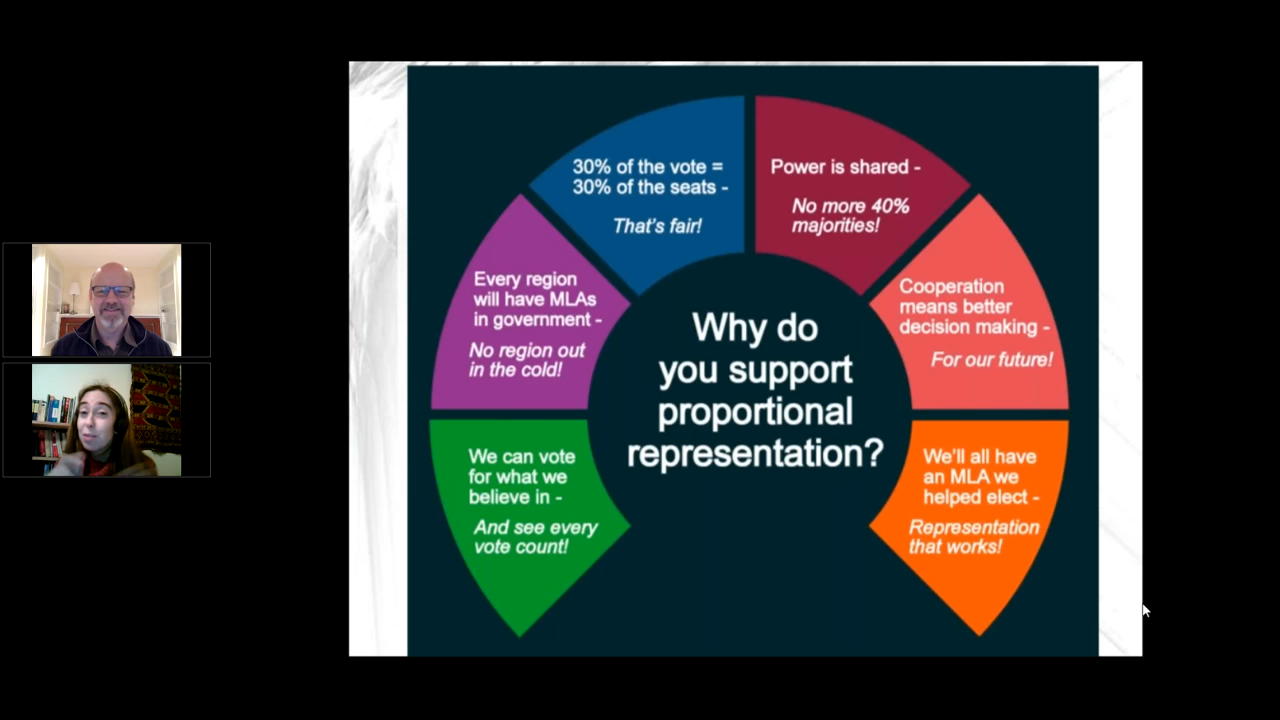 Why do
you support
proportional
representation?
We can vote
for what we
believe in -
And see every
vote count!
Every region
will have MLAs
in government -
No region out
in the cold!
30% of the vote =
30% of the seats -
That's fair!
Power is shared -
No more 40%
majorities!
Cooperation
means better
decision making -
For our future!
We'll all have
an MLA we
helped elect -
Representation
that works!